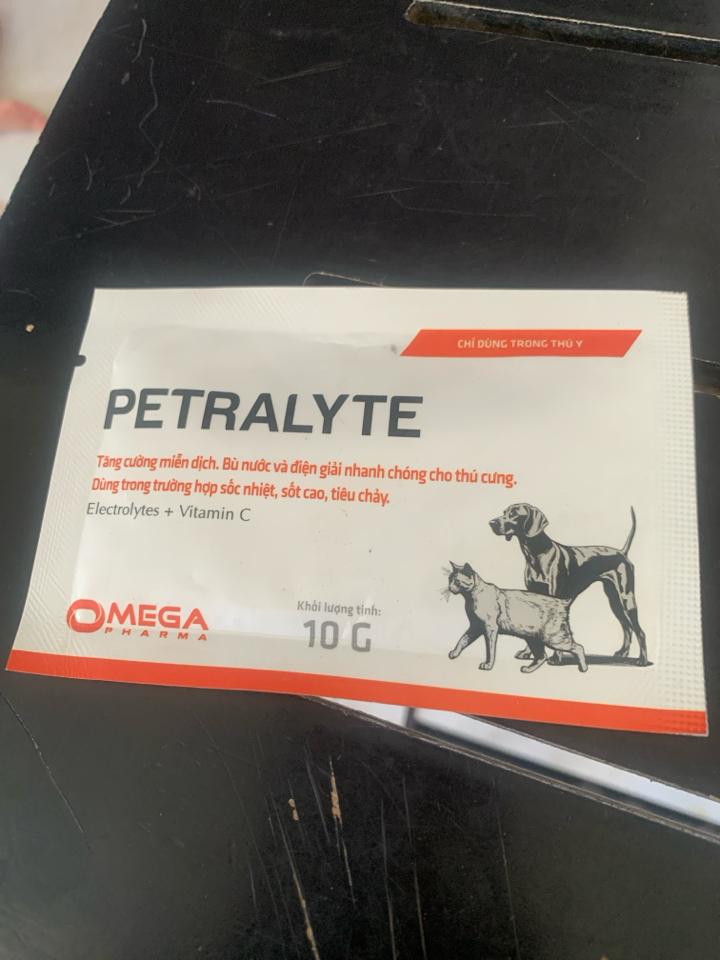 CHỈ DÙNG TRONG THÚ Y
PETRALYTE
Tăng cường miễn dịch. Bù nước và điện giải nhanh chóng cho thú cưng.
Dùng trong trường hợp sốc nhiệt, sốt cao, tiêu chảy.
Electrolytes + Vitamin C
OMEGA
PHARMA
Khối lượng tịnh:
10 G